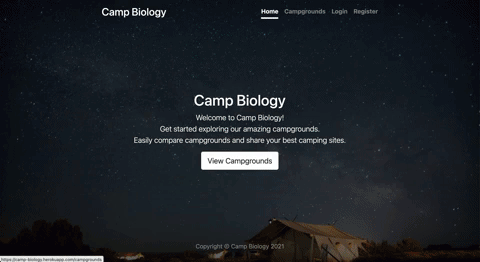 Camp Biology
Home Campgrounds Login Register
Camp Biology
Welcome to Camp Biology!
Get started exploring our amazing campgrounds.
Easily compare campgrounds and share your best camping sites.
View Campgrounds
Copyright © Camp Biology 2021
https://camp-biology.herokuapp.com/campgrounds